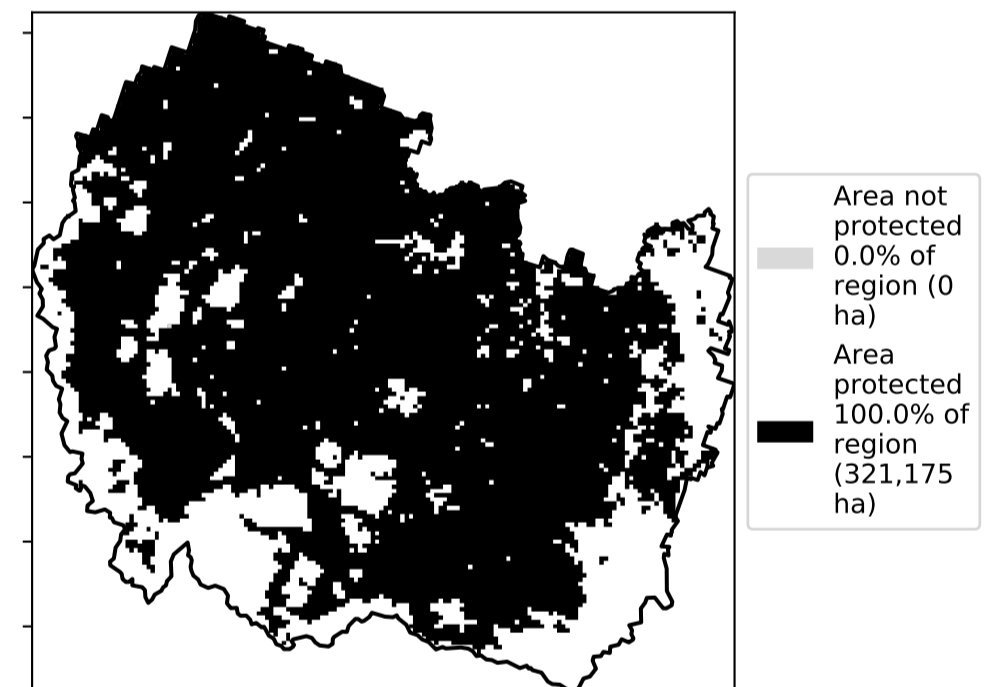 Area not
protected
0.0% of
region (0
ha)
Area
protected
100.0% of
region
(321,175
ha)